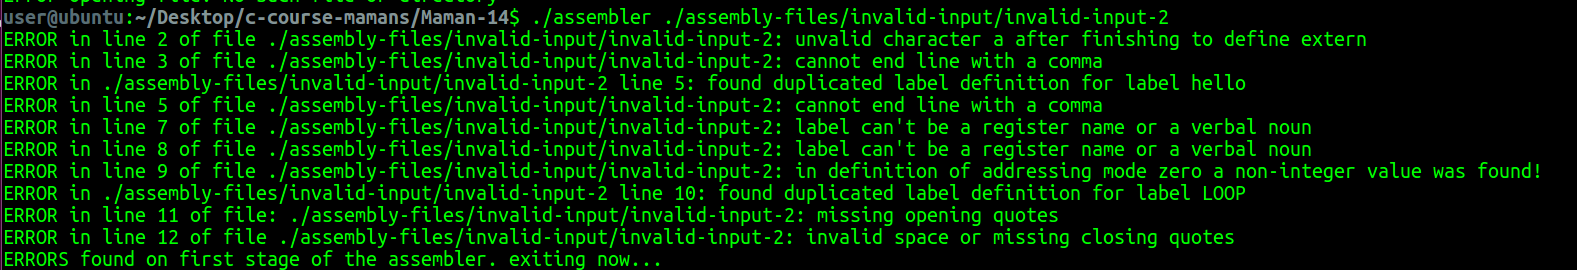 user@ubuntu:~/Desktop/c-course-mamans/Maman-14$ ./assembler ./assembly-files/invalid-input/invalid-input-2
ERROR in line 2 of file ./assembly-files/invalid-input/invalid-input-2: unvalid character a after finishing to define extern
ERROR in line 3 of file ./assembly-files/invalid-input/invalid-input-2: cannot end line with a comma
ERROR in ./assembly-files/invalid-input/invalid-input-2 line 5: found duplicated label definition for label hello
ERROR in line 5 of file ./assembly-files/invalid-input/invalid-input-2: cannot end line with a comma
ERROR in line 7 of file ./assembly-files/invalid-input/invalid-input-2: label can't be a register name or a verbal noun
ERROR in line 8 of file ./assembly-files/invalid-input/invalid-input-2: label can't be a register name or a verbal noun
ERROR in line 9 of file ./assembly-files/invalid-input/invalid-input-2: in definition of addressing mode zero a non-integer value was found!
ERROR in ./assembly-files/invalid-input/invalid-input-2 line 10: found duplicated label definition for label LOOP
ERROR in line 11 of file: ./assembly-files/invalid-input/invalid-input-2: missing opening quotes
ERROR in line 12 of file ./assembly-files/invalid-input/invalid-input-2: invalid space or missing closing quotes
ERRORS found on first stage of the assembler. exiting now...